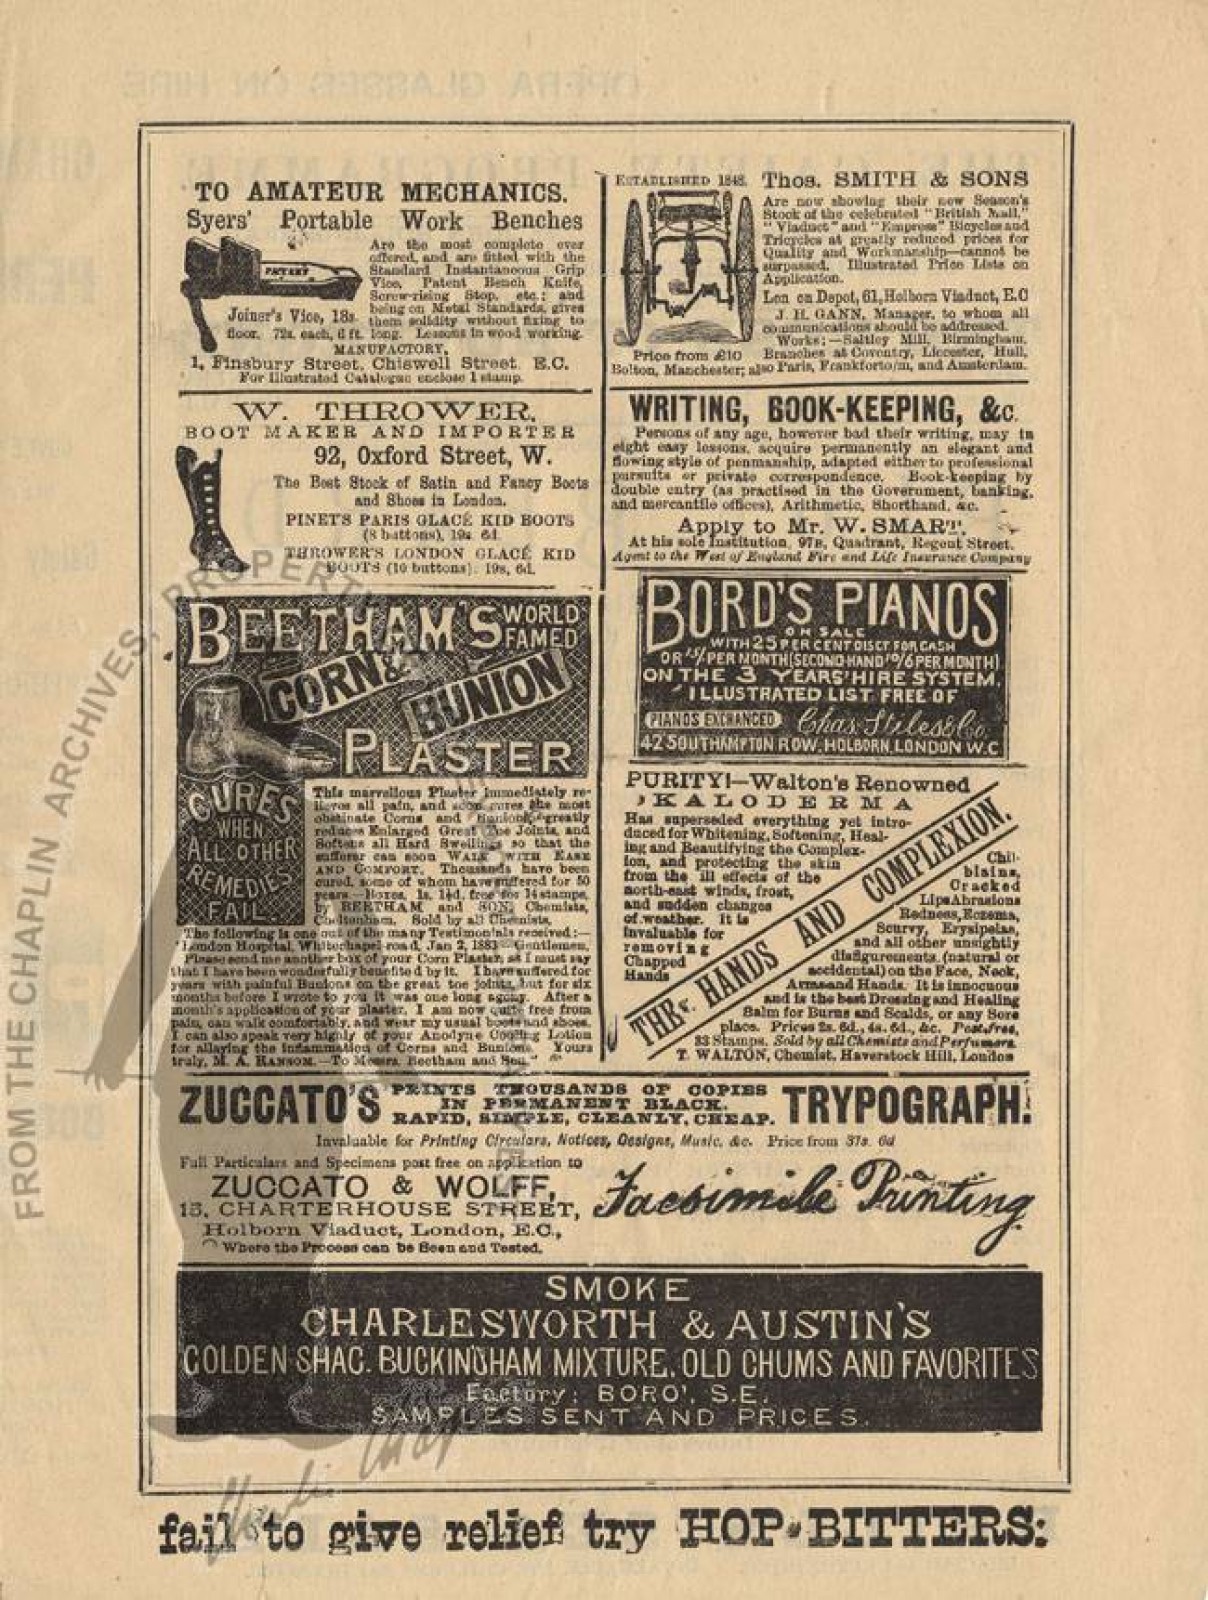 TO AMATEUR MECHANICS.
Syers' Portable Work Benches
Are the most complete ever
offered, and are fitted with the
Standard Instantaneous Grip
Vice, Patent Bench Knife,
Screw-rising Stop, etc.; and
being on Metal Standards, gives
them solidity without fixing to
PATENT
Joiner's Vice, 18s.
floor. 72s. each, 6 ft. long. Lessons in wood working.
MANUFACTORY,
1, Finsbury Street, Chiswell Street, E.C.
For Illustrated Catalogue enclose 1 stamp.
W. THROWER,
BOOT MAKER AND IMPORTER
92, Oxford Street, W.
The Best Stock of Satin and Fancy Boots
and Shoes in London.
PINET'S PARIS GLACÉ KID BOOTS
(8 buttons), 19s. 6d.
THROWER'S LONDON GLACÉ KID
BOOTS (10 buttons). 19s, 6d.
BEETHAM'S WORLD
FAMED
CORN &
BUNION
PLASTER
CURES
WHEN
ALL OTHER
REMEDIES
FAIL.
This marvellous Plaster immediately re-
lieves all pain, and soon cures the most
obstinate Corns and Bunions, greatly
reduces Enlarged Great Toe Joints, and
Softens all Hard Swellings so that the
sufferer can soon WALK WITH EASE
AND COMFORT. Thousands have been
cured, some of whom have suffered for 50
years.—Boxes, 1s. 1½d. free for 14 stamps,
by BEETHAM and SON, Chemists,
Cheltenham. Sold by all Chemists.
The following is one out of the many Testimonials received:—
"London Hospital, Whitechapel-road, Jan 2, 1883 Gentlemen,
Please send me another box of your Corn Plaster, as I must say
that I have been wonderfully benefited by it. I have suffered for
years with painful Bunions on the great toe joints, but for six
months before I wrote to you it was one long agony. After a
month's application of your plaster, I am now quite free from
pain, can walk comfortably, and wear my usual boots and shoes.
I can also speak very highly of your Anodyne Cooling Lotion
for allaying the inflammation of Corns and Bunions. Yours
truly, M. A. RANSOM.—To Messrs. Beetham and Son."
ESTABLISHED 1848. Thos. SMITH & SONS
Are now showing their new Season's
Stock of the celebrated "British Mail,"
"Viaduct" and "Empress" Bicycles and
Tricycles at greatly reduced prices for
Quality and Workmanship—cannot be
surpassed. Illustrated Price Lists on
Application.
Lon on Depot, 61, Holborn Viaduct, E.C
J. H. GANN, Manager, to whom all
communications should be addressed.
Works:—Saltley Mill, Birmingham.
Price from £10 Branches at Coventry, Liecester, Hull,
Bolton, Manchester; also Paris, Frankforto/m, and Amsterdam.
WRITING, BOOK-KEEPING, &c.
Persons of any age, however bad their writing, may in
eight easy lessons, acquire permanently an elegant and
flowing style of penmanship, adapted either to professional
pursuits or private correspondence. Book-keeping by
double entry (as practised in the Government, banking,
and mercantile offices), Arithmetic, Shorthand, &c.
Apply to Mr. W. SMART,
At his sole Institution, 97B, Quadrant, Regent Street.
Agent to the West of England Fire and Life Insurance Company
BORD'S PIANOS
ON SALE
WITH 25 PER CENT DISCT FOR CASH
OR 15/ PER MONTH (SECOND-HAND 10/6 PER MONTH)
ON THE 3 YEARS' HIRE SYSTEM.
ILLUSTRATED LIST FREE OF
PIANOS EXCHANGED Chas. Stiles & Co.
42 SOUTHAMPTON ROW, HOLBORN, LONDON W.C.
PURITY!—Walton's Renowned
KALODERMA
Has superseded everything yet intro-
duced for Whitening, Softening, Heal-
ing and Beautifying the Complex-
ion, and protecting the skin
from the ill effects of the
north-east winds, frost,
and sudden changes
of weather. It is
invaluable for
removing
Chapped
Hands
THE HANDS AND COMPLEXION.
Chil-
blains,
Cracked
Lips Abrasions
Redness, Eczema,
Scurvy, Erysipelas,
and all other unsightly
disfigurements (natural or
accidental) on the Face, Neck,
Arms and Hands. It is innocuous
and is the best Dressing and Healing
Balm for Burns and Scalds, or any Sore
place. Prices 2s. 6d., 4s. 6d., &c. Post-free,
33 Stamps. Sold by all Chemists and Perfumers.
T. WALTON, Chemist, Haverstock Hill, London
ZUCCATO'S PRINTS THOUSANDS OF COPIES
IN PERMANENT BLACK.
RAPID, SIMPLE, CLEANLY, CHEAP. TRYPOGRAPH.
Invaluable for Printing Circulars, Notices, Designs, Music, &c. Price from 37s. 6d
Full Particulars and Specimens post free on application to
ZUCCATO & WOLFF,
15, CHARTERHOUSE STREET,
Holborn Viaduct, London, E.C.,
Where the Process can be Seen and Tested.
Facsimile Printing
SMOKE
CHARLESWORTH & AUSTIN'S
GOLDEN SHAG. BUCKINGHAM MIXTURE, OLD CHUMS AND FAVORITES
Factory: BORO', S.E.
SAMPLES SENT AND PRICES.
fail to give relief try HOP-BITTERS:
FROM THE CHAPLIN ARCHIVES, PROPERTY